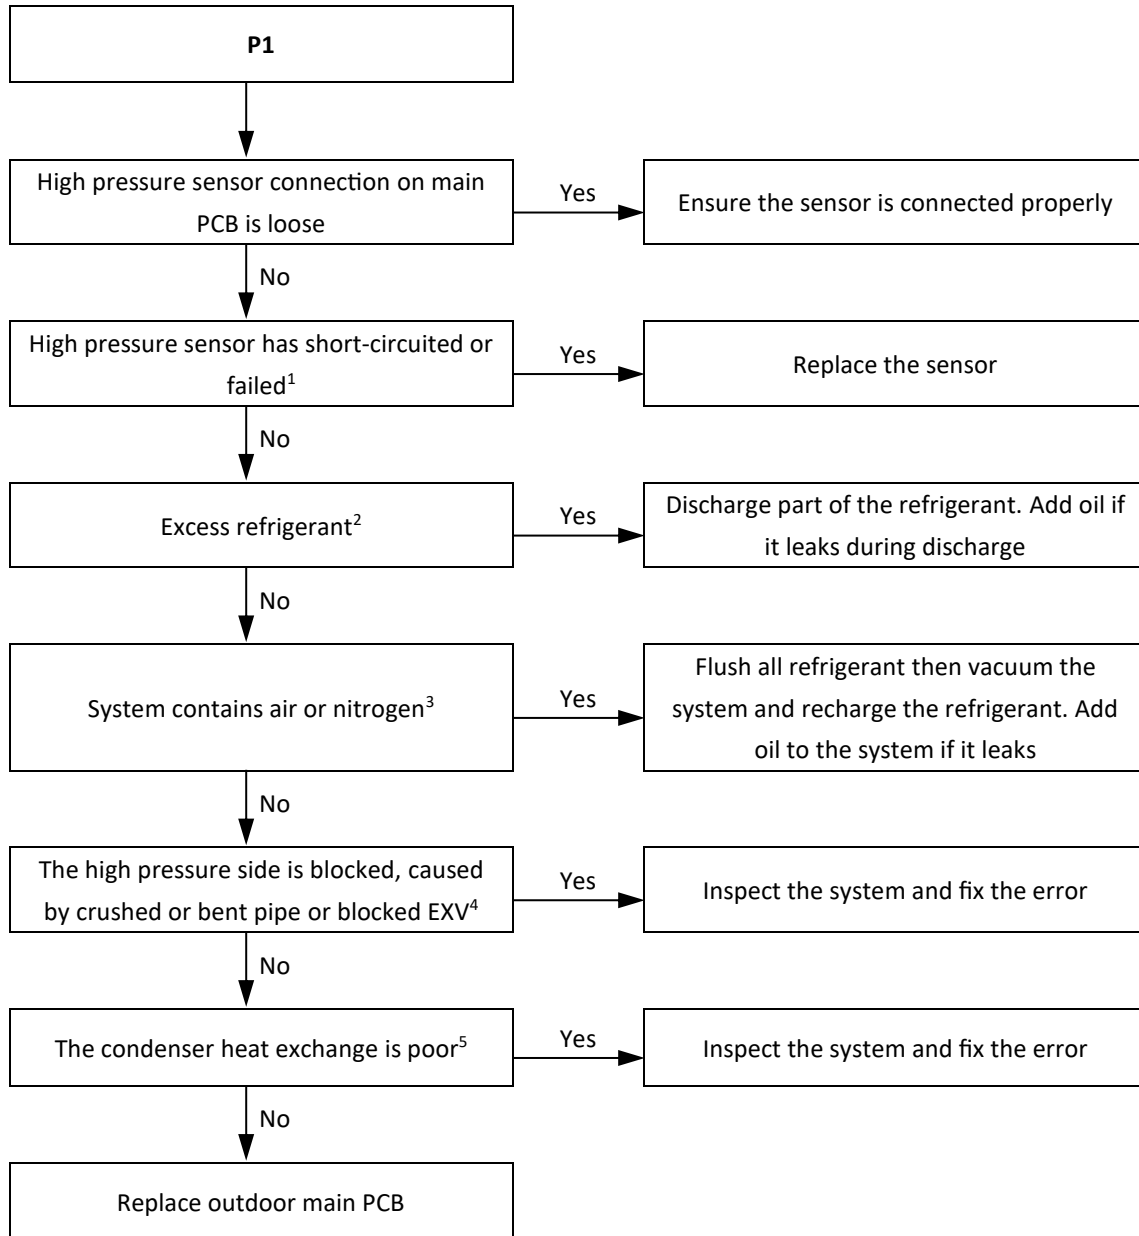 P1
High pressure sensor connection on main
PCB is loose
Yes
Ensure the sensor is connected properly
No
High pressure sensor has short-circuited or
failed1
Yes
Replace the sensor
No
Excess refrigerant2
Yes
Discharge part of the refrigerant. Add oil if
it leaks during discharge
No
System contains air or nitrogen3
Yes
Flush all refrigerant then vacuum the
system and recharge the refrigerant. Add
oil to the system if it leaks
No
The high pressure side is blocked, caused
by crushed or bent pipe or blocked EXV4
Yes
Inspect the system and fix the error
No
The condenser heat exchange is poor5
Yes
Inspect the system and fix the error
No
Replace outdoor main PCB